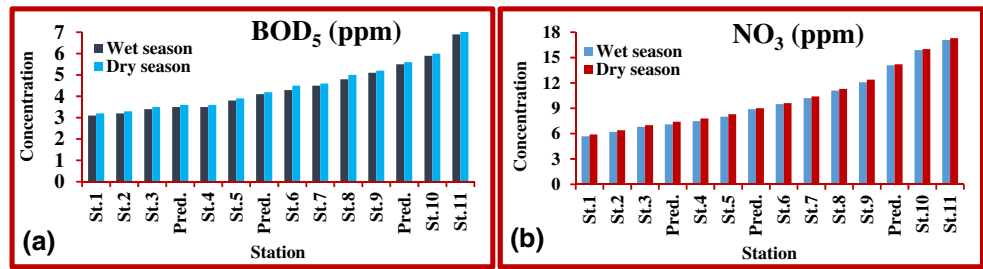 BOD5 (ppm)
Wet season
Dry season
Concentration
7
6
5
4
3
2
1
0
St.1
St.2
St.3
Pred.
St.4
St.5
Pred.
St.6
St.7
St.8
St.9
Pred.
St.10
St.11
Station
(a)
NO3 (ppm)
Wet season
Dry season
Concentration
18
15
12
9
6
3
0
St.1
St.2
St.3
Pred.
St.4
St.5
Pred.
St.6
St.7
St.8
St.9
Pred.
St.10
St.11
Station
(b)